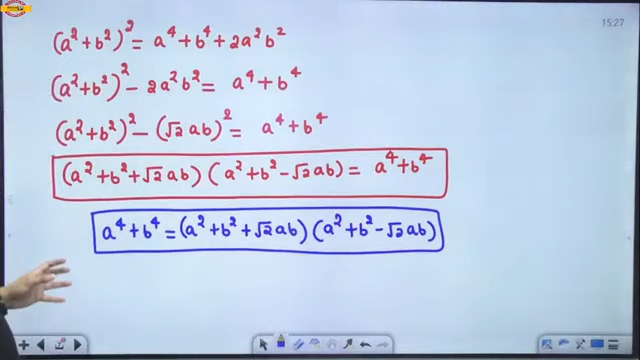 15:27
(a² + b²)² = a⁴ + b⁴ + 2a²b²
(a² + b²)² - 2a²b² = a⁴ + b⁴
(a² + b²)² - (√2 ab)² = a⁴ + b⁴
(a² + b² + √2 ab) (a² + b² - √2 ab) = a⁴ + b⁴
a⁴ + b⁴ = (a² + b² + √2 ab) (a² + b² - √2 ab)